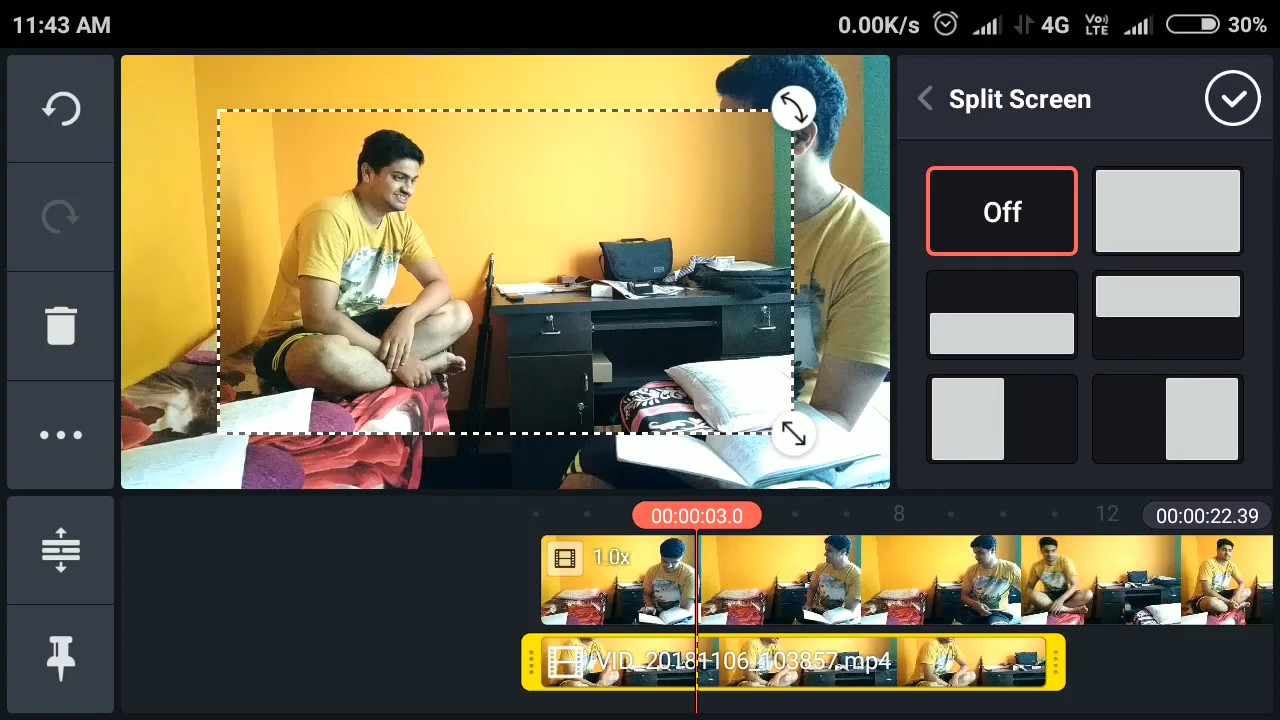 11:43 AM
0.00K/s 4G Vo)) LTE 30%
Split Screen
Off
00:00:03.0
8
12
00:00:22.39
1.0x
VID_20181106_103857.mp4